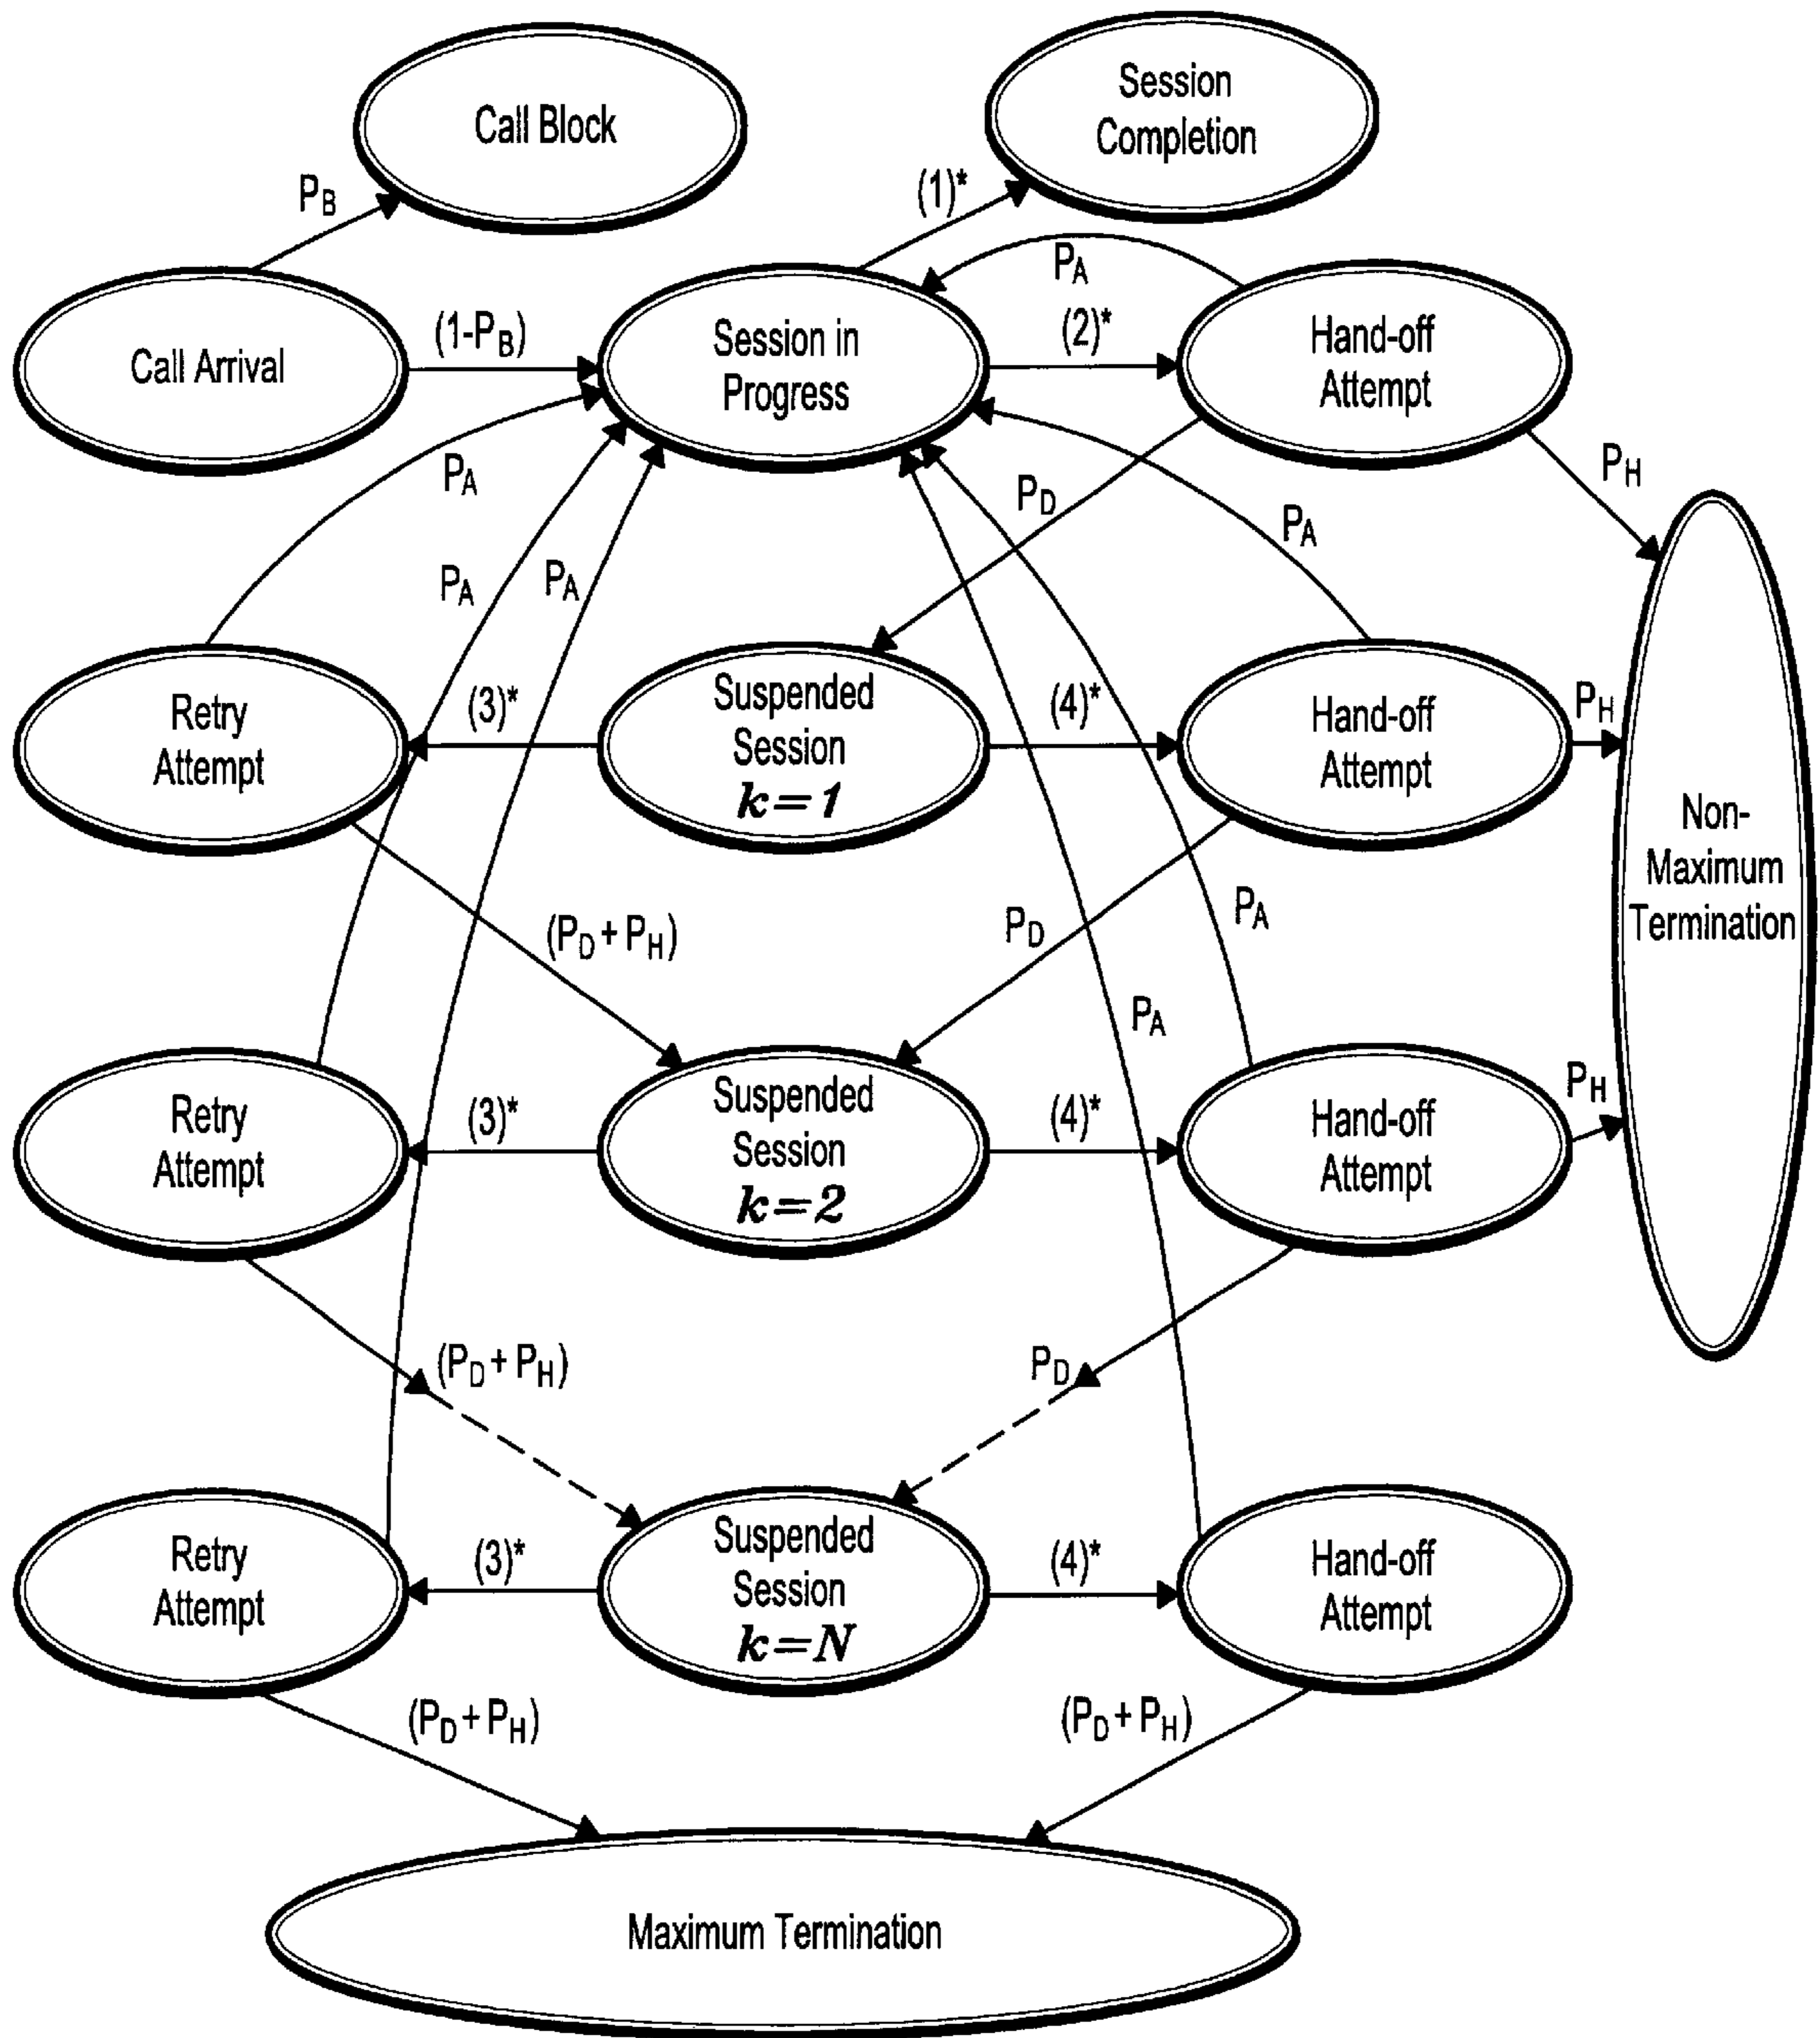 Call Block
Session
Completion
P_B
(1)*
P_A
Call Arrival
(1-P_B)
Session in
Progress
(2)*
Hand-off
Attempt
P_A
P_D
P_H
P_A
P_A
P_A
Retry
Attempt
(3)*
Suspended
Session
k=1
(4)*
Hand-off
Attempt
P_H
Non-
Maximum
Termination
(P_D + P_H)
P_D
P_A
P_A
Retry
Attempt
(3)*
Suspended
Session
k=2
(4)*
Hand-off
Attempt
P_H
(P_D + P_H)
P_D
Retry
Attempt
(3)*
Suspended
Session
k=N
(4)*
Hand-off
Attempt
(P_D + P_H)
(P_D + P_H)
Maximum Termination